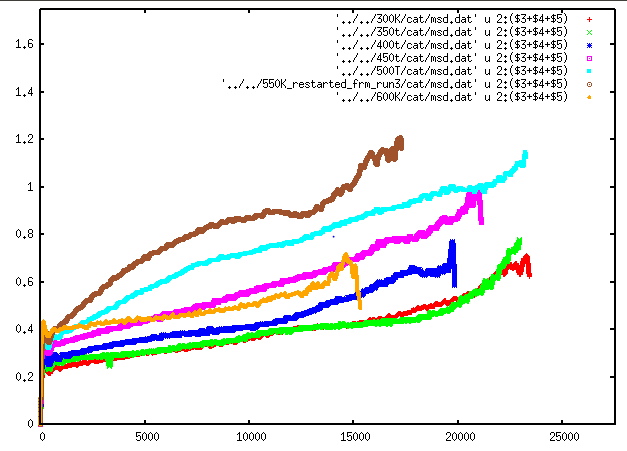 '../../300K/cat/msd.dat' u 2:($3+$4+$5)
'../../350t/cat/msd.dat' u 2:($3+$4+$5)
'../../400t/cat/msd.dat' u 2:($3+$4+$5)
'../../450t/cat/msd.dat' u 2:($3+$4+$5)
'../../500T/cat/msd.dat' u 2:($3+$4+$5)
'../../550K_restarted_frm_run3/cat/msd.dat' u 2:($3+$4+$5)
'../../600K/cat/msd.dat' u 2:($3+$4+$5)
1.6
1.4
1.2
1
0.8
0.6
0.4
0.2
0
0 5000 10000 15000 20000 25000